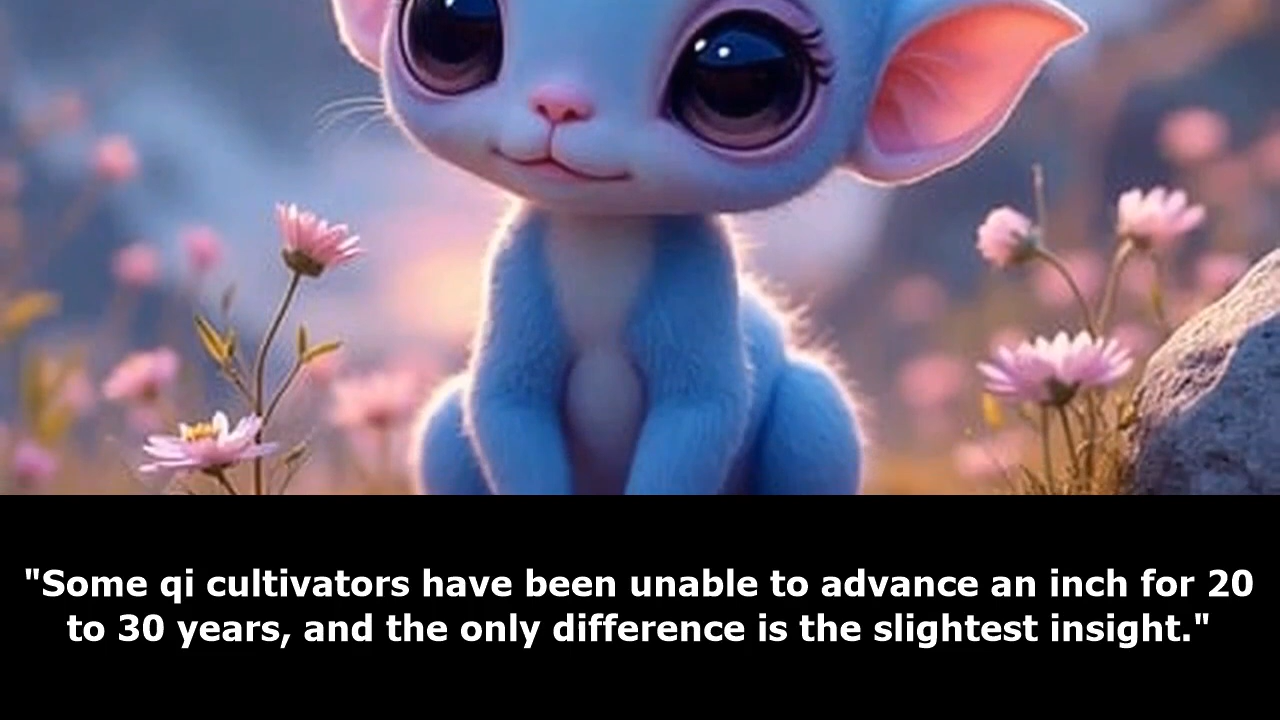 "Some qi cultivators have been unable to advance an inch for 20
to 30 years, and the only difference is the slightest insight."